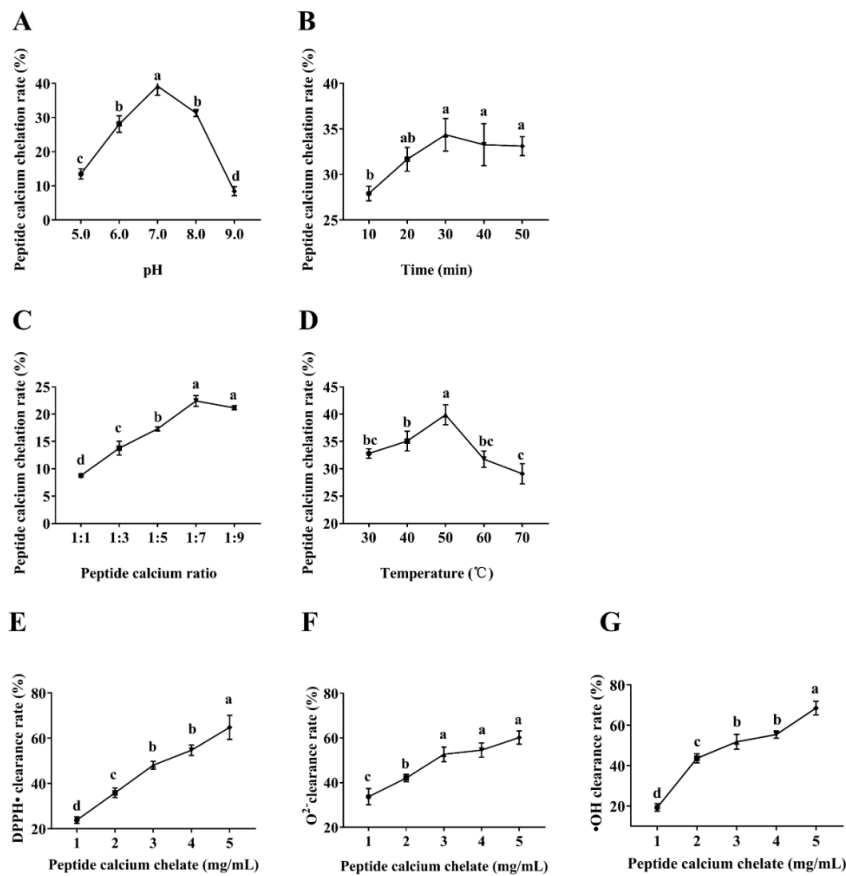 A
Peptide calcium chelation rate (%)
40
30
20
10
0
c
b
a
b
d
5.0 6.0 7.0 8.0 9.0
pH
B
Peptide calcium chelation rate (%)
40
35
30
25
b
ab
a
a
a
10 20 30 40 50
Time (min)
C
Peptide calcium chelation rate (%)
25
20
15
10
5
0
d
c
b
a
a
1:1 1:3 1:5 1:7 1:9
Peptide calcium ratio
D
Peptide calcium chelation rate (%)
45
40
35
30
25
20
bc
b
a
bc
c
30 40 50 60 70
Temperature (℃)
E
DPPH• clearance rate (%)
80
60
40
20
d
c
b
b
a
1 2 3 4 5
Peptide calcium chelate (mg/mL)
F
O²⁻ clearance rate (%)
80
60
40
20
c
b
a
a
a
1 2 3 4 5
Peptide calcium chelate (mg/mL)
G
•OH clearance rate (%)
80
60
40
20
d
c
b
b
a
1 2 3 4 5
Peptide calcium chelate (mg/mL)